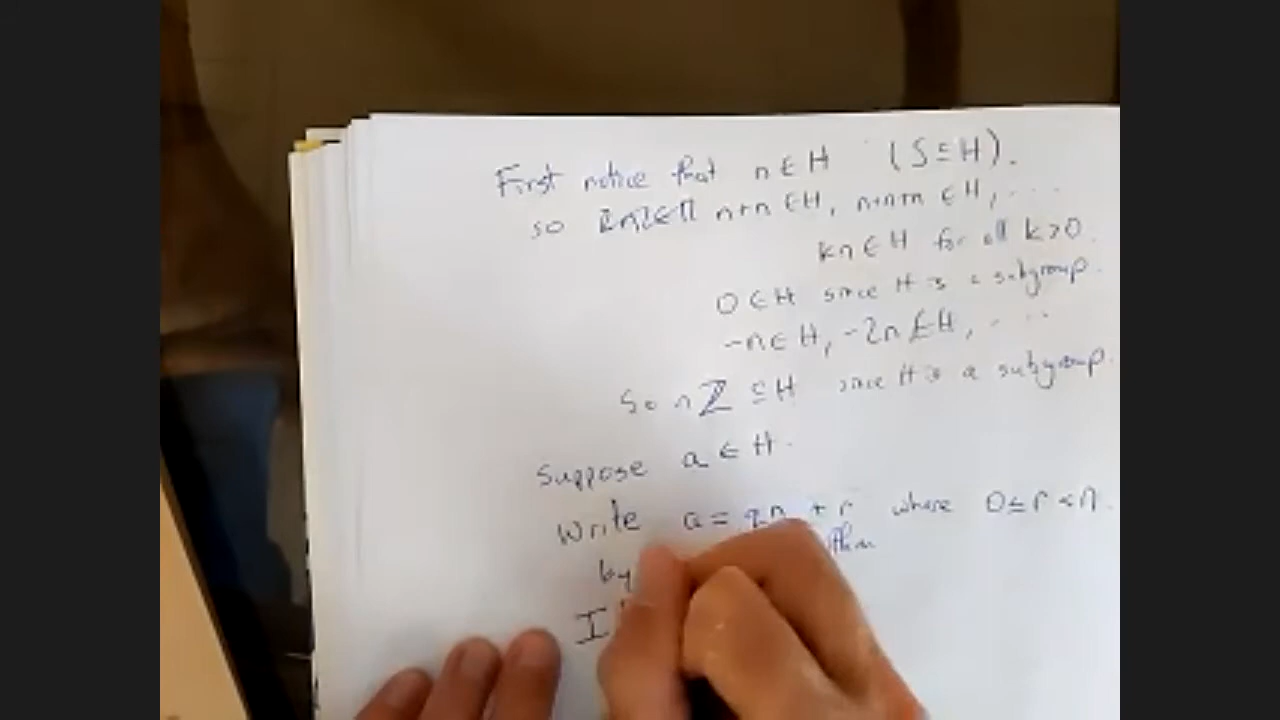 First notice that n ∈ H (S ⊆ H).
so n+n ∈ H, n+n+n ∈ H, ....
kn ∈ H for all k>0.
0 ∈ H since H is a subgroup.
-n ∈ H, -2n ∈ H, ....
So nℤ ⊆ H since H is a subgroup.
Suppose a ∈ H.
Write a = qn + r where 0 ≤ r < n.
by